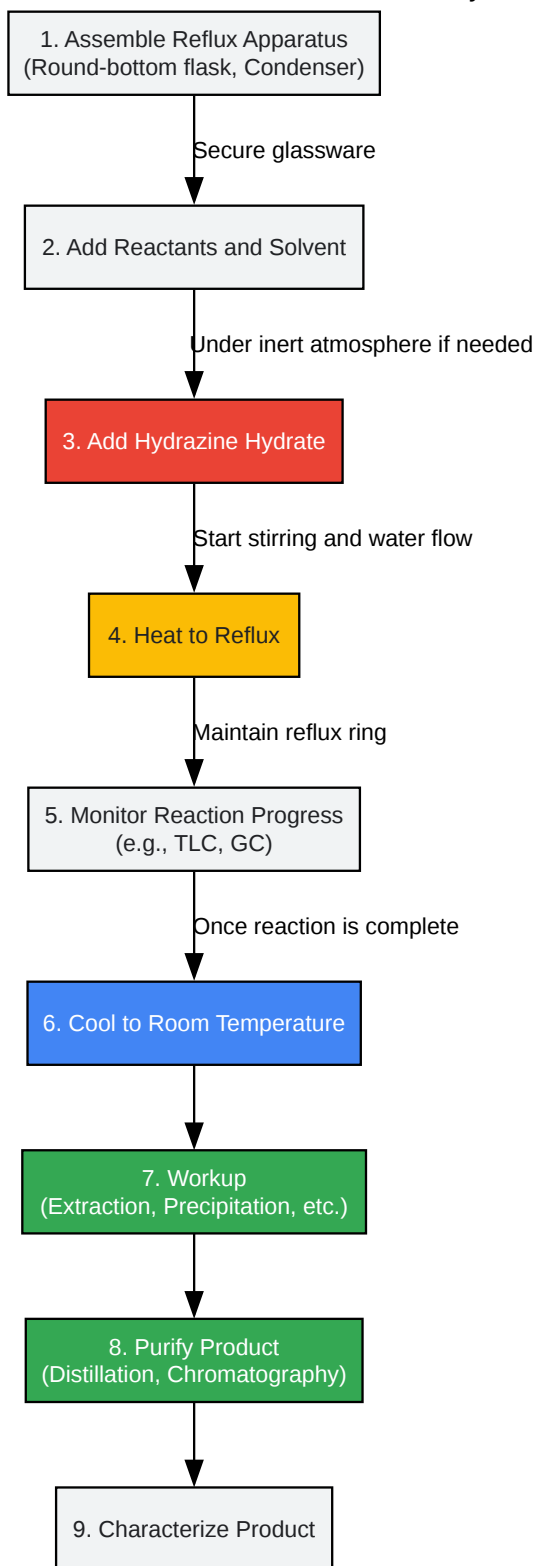 1. Assemble Reflux Apparatus
(Round-bottom flask, Condenser)
Secure glassware
2. Add Reactants and Solvent
Under inert atmosphere if needed
3. Add Hydrazine Hydrate
Start stirring and water flow
4. Heat to Reflux
Maintain reflux ring
5. Monitor Reaction Progress
(e.g., TLC, GC)
Once reaction is complete
6. Cool to Room Temperature
7. Workup
(Extraction, Precipitation, etc.)
8. Purify Product
(Distillation, Chromatography)
9. Characterize Product